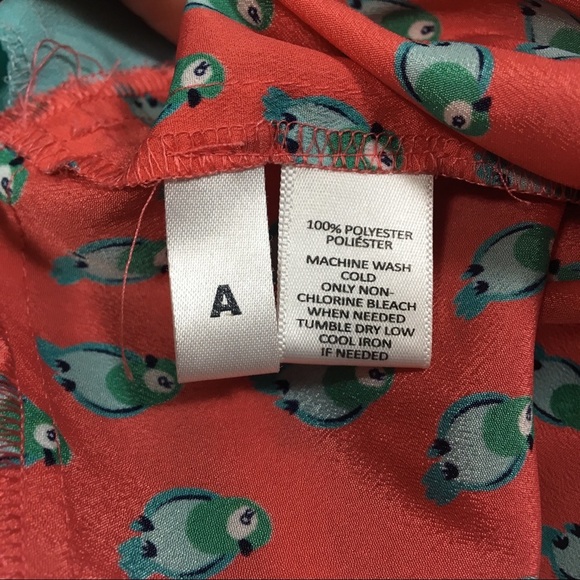 A
100% POLYESTER
POLIÉSTER
MACHINE WASH
COLD
ONLY NON-
CHLORINE BLEACH
WHEN NEEDED
TUMBLE DRY LOW
COOL IRON
IF NEEDED